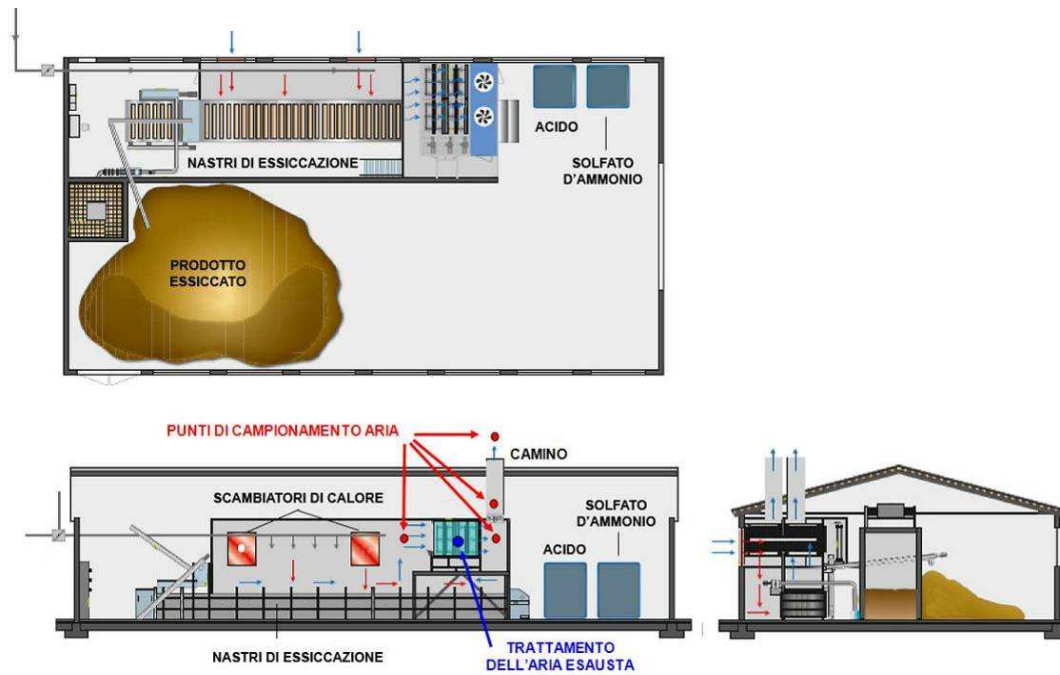 ACIDO
SOLFATO
D'AMMONIO
NASTRI DI ESSICCAZIONE
PRODOTTO
ESSICCATO
PUNTI DI CAMPIONAMENTO ARIA
CAMINO
SCAMBIATORI DI CALORE
SOLFATO
D'AMMONIO
ACIDO
NASTRI DI ESSICCAZIONE
TRATTAMENTO
DELL'ARIA ESAUSTA